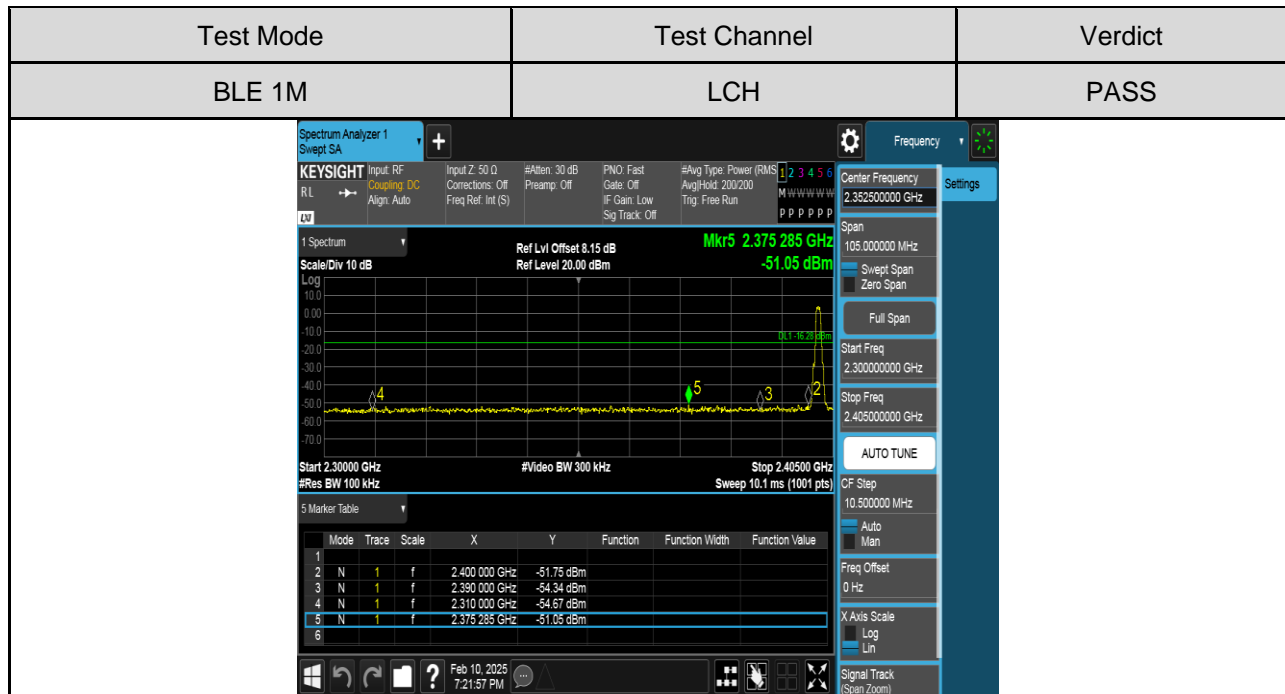 Test Mode Test Channel Verdict
BLE 1M LCH PASS
Spectrum Analyzer 1
Swept SA
+
Frequency
Settings
KEYSIGHT Input: RF Input Z: 50 Ω #Atten: 30 dB PNO: Fast #Avg Type: Power (RMS 1 2 3 4 5 6
RL Coupling: DC Corrections: Off Preamp: Off Gate: Off Avg|Hold: 200/200 M W W W W W
Align: Auto Freq Ref: Int (S) IF Gain: Low Trig: Free Run
LXI Sig Track: Off P P P P P P
1 Spectrum Ref Lvl Offset 8.15 dB Mkr5 2.375 285 GHz
Scale/Div 10 dB Ref Level 20.00 dBm -51.05 dBm
Log
10.0
0.00
-10.0
DL1 -16.28 dBm
-20.0
-30.0
-40.0
4 5 3 2
-50.0
-60.0
-70.0
Start 2.30000 GHz #Video BW 300 kHz Stop 2.40500 GHz
#Res BW 100 kHz Sweep 10.1 ms (1001 pts)
5 Marker Table
Mode Trace Scale X Y Function Function Width Function Value
1
2 N 1 f 2.400 000 GHz -51.75 dBm
3 N 1 f 2.390 000 GHz -54.34 dBm
4 N 1 f 2.310 000 GHz -54.67 dBm
5 N 1 f 2.375 285 GHz -51.05 dBm
6
? Feb 10, 2025
7:21:57 PM
Center Frequency
2.352500000 GHz
Span
105.000000 MHz
Swept Span
Zero Span
Full Span
Start Freq
2.300000000 GHz
Stop Freq
2.405000000 GHz
AUTO TUNE
CF Step
10.500000 MHz
Auto
Man
Freq Offset
0 Hz
X Axis Scale
Log
Lin
Signal Track
(Span Zoom)